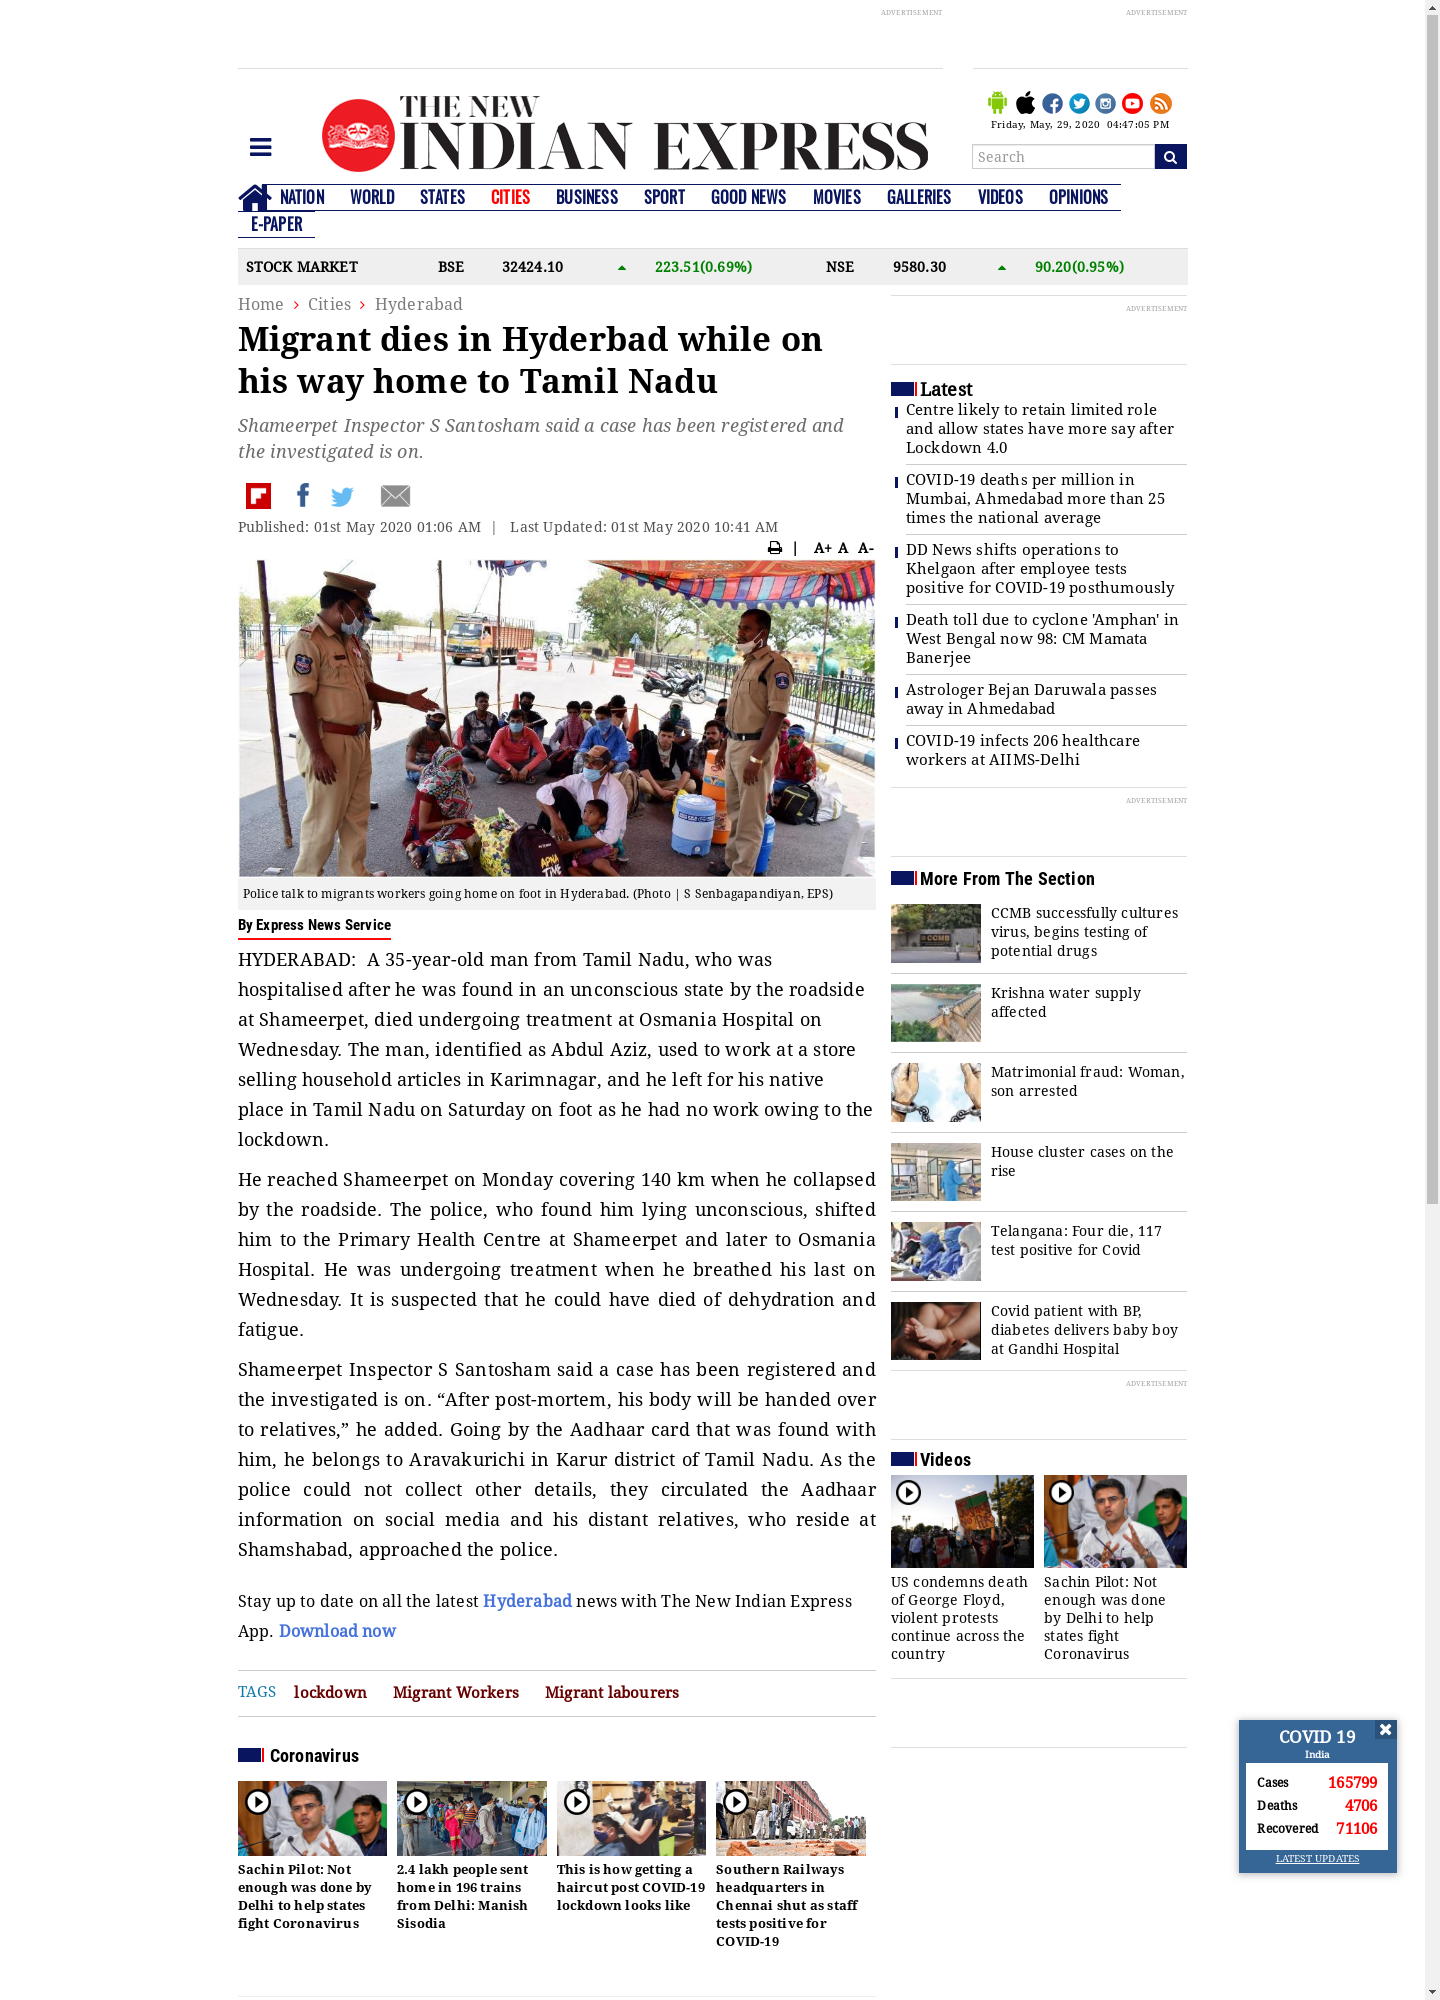 ADVERTISEMENT
ADVERTISEMENT
THE NEW
INDIAN EXPRESS
Friday, May, 29, 2020 04:47:05 PM
Search
NATION WORLD STATES CITIES BUSINESS SPORT GOOD NEWS MOVIES GALLERIES VIDEOS OPINIONS
E-PAPER
STOCK MARKET BSE 32424.10 223.51(0.69%) NSE 9580.30 90.20(0.95%)
Home Cities Hyderabad
Migrant dies in Hyderbad while on
his way home to Tamil Nadu
Shameerpet Inspector S Santosham said a case has been registered and
the investigated is on.
Published: 01st May 2020 01:06 AM | Last Updated: 01st May 2020 10:41 AM
| A+ A A-
APNA
TIME
Police talk to migrants workers going home on foot in Hyderabad. (Photo | S Senbagapandiyan, EPS)
By Express News Service
HYDERABAD: A 35-year-old man from Tamil Nadu, who was
hospitalised after he was found in an unconscious state by the roadside
at Shameerpet, died undergoing treatment at Osmania Hospital on
Wednesday. The man, identified as Abdul Aziz, used to work at a store
selling household articles in Karimnagar, and he left for his native
place in Tamil Nadu on Saturday on foot as he had no work owing to the
lockdown.
He reached Shameerpet on Monday covering 140 km when he collapsed
by the roadside. The police, who found him lying unconscious, shifted
him to the Primary Health Centre at Shameerpet and later to Osmania
Hospital. He was undergoing treatment when he breathed his last on
Wednesday. It is suspected that he could have died of dehydration and
fatigue.
Shameerpet Inspector S Santosham said a case has been registered and
the investigated is on. “After post-mortem, his body will be handed over
to relatives,” he added. Going by the Aadhaar card that was found with
him, he belongs to Aravakurichi in Karur district of Tamil Nadu. As the
police could not collect other details, they circulated the Aadhaar
information on social media and his distant relatives, who reside at
Shamshabad, approached the police.
Stay up to date on all the latest Hyderabad news with The New Indian Express
App. Download now
TAGS lockdown Migrant Workers Migrant labourers
Coronavirus
Sachin Pilot: Not
enough was done by
Delhi to help states
fight Coronavirus
2.4 lakh people sent
home in 196 trains
from Delhi: Manish
Sisodia
This is how getting a
haircut post COVID-19
lockdown looks like
Southern Railways
headquarters in
Chennai shut as staff
tests positive for
COVID-19
ADVERTISEMENT
Latest
Centre likely to retain limited role
and allow states have more say after
Lockdown 4.0
COVID-19 deaths per million in
Mumbai, Ahmedabad more than 25
times the national average
DD News shifts operations to
Khelgaon after employee tests
positive for COVID-19 posthumously
Death toll due to cyclone 'Amphan' in
West Bengal now 98: CM Mamata
Banerjee
Astrologer Bejan Daruwala passes
away in Ahmedabad
COVID-19 infects 206 healthcare
workers at AIIMS-Delhi
ADVERTISEMENT
More From The Section
CCMB
CCMB successfully cultures
virus, begins testing of
potential drugs
Krishna water supply
affected
Matrimonial fraud: Woman,
son arrested
House cluster cases on the
rise
Telangana: Four die, 117
test positive for Covid
Covid patient with BP,
diabetes delivers baby boy
at Gandhi Hospital
ADVERTISEMENT
Videos
US condemns death
of George Floyd,
violent protests
continue across the
country
Sachin Pilot: Not
enough was done
by Delhi to help
states fight
Coronavirus
COVID 19
India
Cases 165799
Deaths 4706
Recovered 71106
LATEST UPDATES